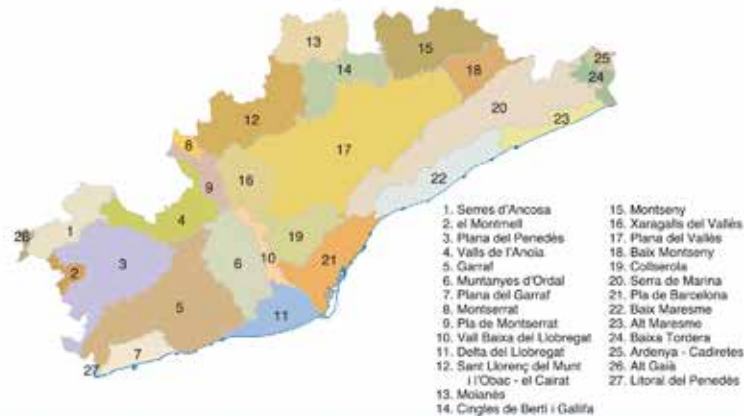 13
15
25
14
18
24
20
12
23
8
17
9
16
22
1
4
26
19
10
21
3
6
2
5
11
7
27
1. Serres d'Ancosa
2. el Montmell
3. Plana del Penedès
4. Valls de l'Anoia
5. Garraf
6. Muntanyes d'Ordal
7. Plana del Garraf
8. Montserrat
9. Pla de Montserrat
10. Vall Baixa del Llobregat
11. Delta del Llobregat
12. Sant Llorenç del Munt
i l'Obac - el Cairat
13. Moianès
14. Cingles de Bertí i Gallifa
15. Montseny
16. Xaragalls del Vallès
17. Plana del Vallès
18. Baix Montseny
19. Collserola
20. Serra de Marina
21. Pla de Barcelona
22. Baix Maresme
23. Alt Maresme
24. Baixa Tordera
25. Ardenya - Cadiretes
26. Alt Gaià
27. Litoral del Penedès